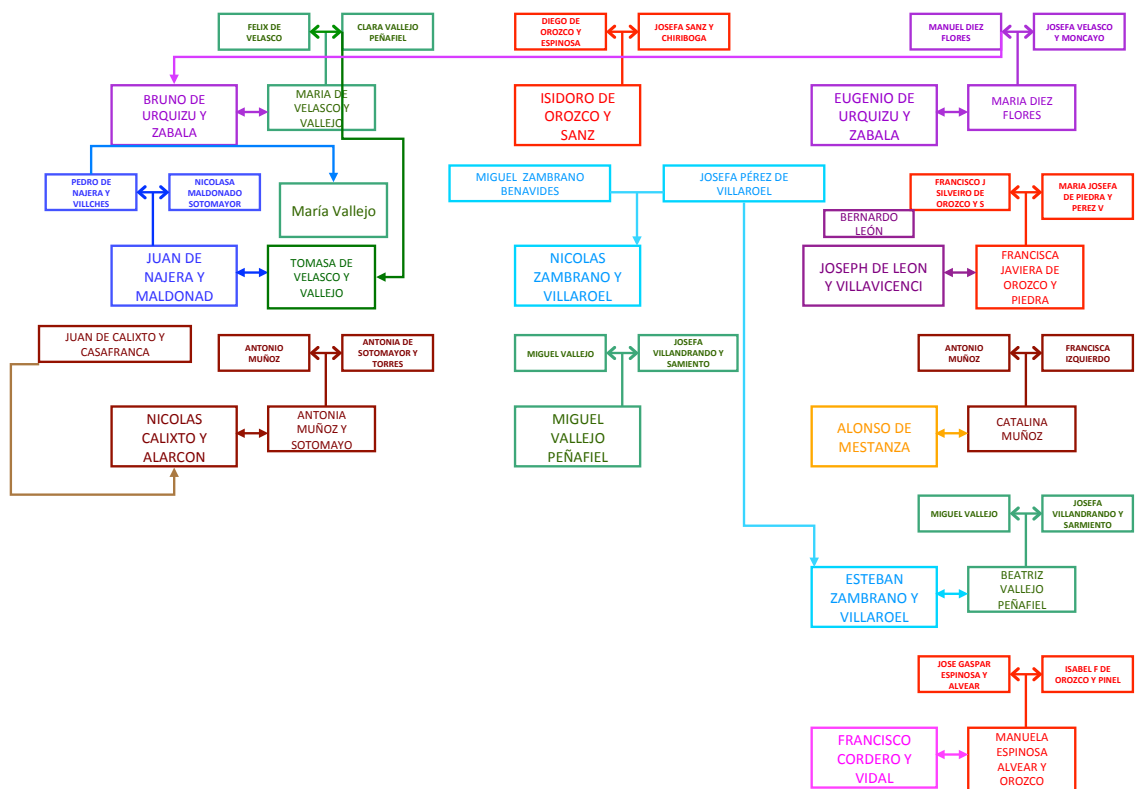 FELIX DE
VELASCO
CLARA VALLEJO
PEÑAFIEL
DIEGO DE
OROZCO Y
ESPINOSA
JOSEFA SANZ Y
CHIRIBOGA
MANUEL DIEZ
FLORES
JOSEFA VELASCO
Y MONCAYO
BRUNO DE
URQUIZU Y
ZABALA
MARIA DE
VELASCO Y
VALLEJO
ISIDORO DE
OROZCO Y
SANZ
EUGENIO DE
URQUIZU Y
ZABALA
MARIA DIEZ
FLORES
PEDRO DE
NAJERA Y
VILLCHES
NICOLASA
MALDONADO
SOTOMAYOR
María Vallejo
MIGUEL ZAMBRANO
BENAVIDES
JOSEFA PÉREZ DE
VILLAROEL
FRANCISCO J
SILVEIRO DE
OROZCO Y S
MARIA JOSEFA
DE PIEDRA Y
PEREZ V
BERNARDO
LEÓN
JUAN DE
NAJERA Y
MALDONAD
TOMASA DE
VELASCO Y
VALLEJO
NICOLAS
ZAMBRANO Y
VILLAROEL
JOSEPH DE LEON
Y VILLAVICENCI
FRANCISCA
JAVIERA DE
OROZCO Y
PIEDRA
JUAN DE CALIXTO Y
CASAFRANCA
ANTONIO
MUÑOZ
ANTONIA DE
SOTOMAYOR Y
TORRES
MIGUEL VALLEJO
JOSEFA
VILLANDRANDO Y
SAMIENTO
ANTONIO
MUÑOZ
FRANCISCA
IZQUIERDO
NICOLAS
CALIXTO Y
ALARCON
ANTONIA
MUÑOZ Y
SOTOMAYO
MIGUEL
VALLEJO
PEÑAFIEL
ALONSO DE
MESTANZA
CATALINA
MUÑOZ
MIGUEL VALLEJO
JOSEFA
VILLANDRANDO Y
SARMIENTO
ESTEBAN
ZAMBRANO Y
VILLAROEL
BEATRIZ
VALLEJO
PEÑAFIEL
JOSE GASPAR
ESPINOSA Y
ALVEAR
ISABEL F DE
OROZCO Y PINEL
FRANCISCO
CORDERO Y
VIDAL
MANUELA
ESPINOSA
ALVEAR Y
OROZCO